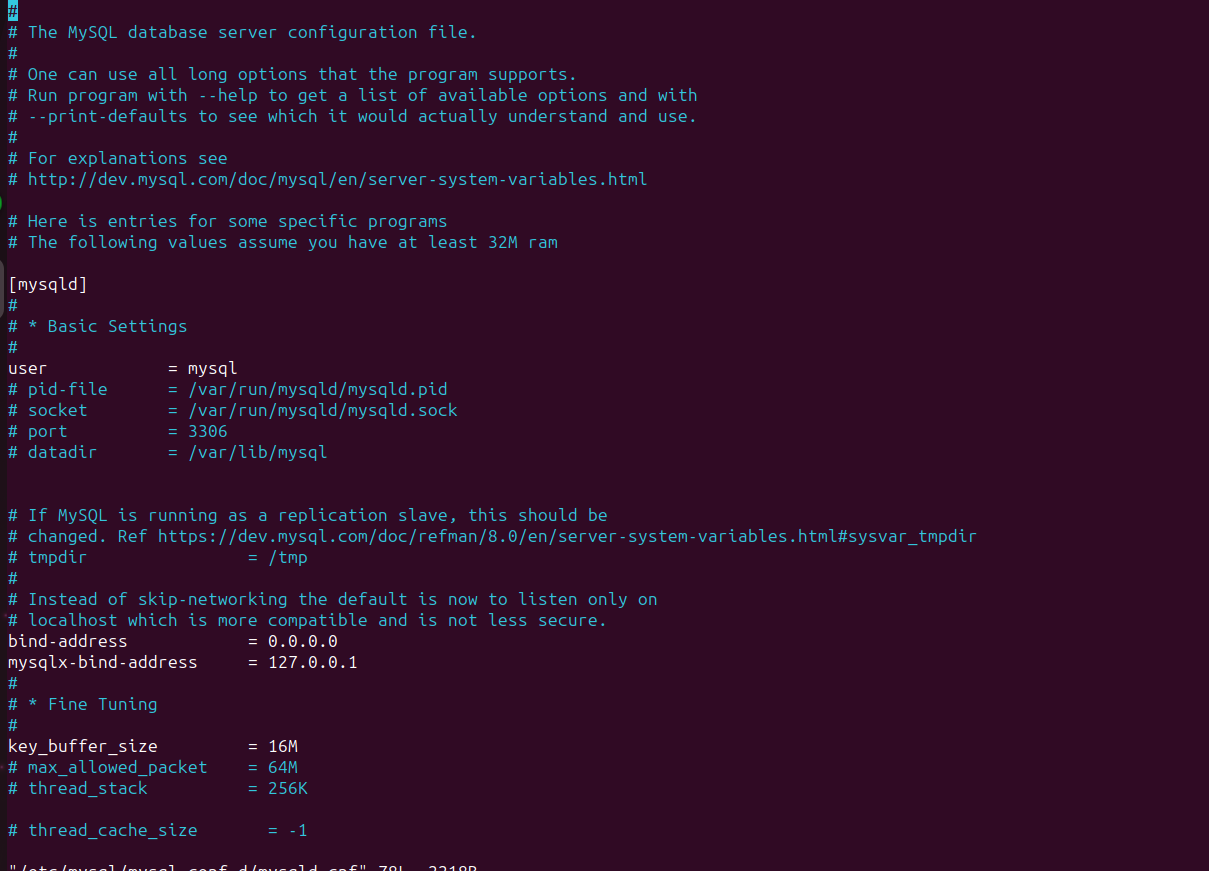 #
# The MySQL database server configuration file.
#
# One can use all long options that the program supports.
# Run program with --help to get a list of available options and with
# --print-defaults to see which it would actually understand and use.
#
# For explanations see
# http://dev.mysql.com/doc/mysql/en/server-system-variables.html

# Here is entries for some specific programs
# The following values assume you have at least 32M ram

[mysqld]
#
# * Basic Settings
#
user            = mysql
# pid-file      = /var/run/mysqld/mysqld.pid
# socket        = /var/run/mysqld/mysqld.sock
# port          = 3306
# datadir       = /var/lib/mysql


# If MySQL is running as a replication slave, this should be
# changed. Ref https://dev.mysql.com/doc/refman/8.0/en/server-system-variables.html#sysvar_tmpdir
# tmpdir                = /tmp
#
# Instead of skip-networking the default is now to listen only on
# localhost which is more compatible and is not less secure.
bind-address            = 0.0.0.0
mysqlx-bind-address     = 127.0.0.1
#
# * Fine Tuning
#
key_buffer_size         = 16M
# max_allowed_packet    = 64M
# thread_stack          = 256K

# thread_cache_size       = -1

"/etc/mysql/mysql.conf.d/mysqld.cnf" 78L, 2218B